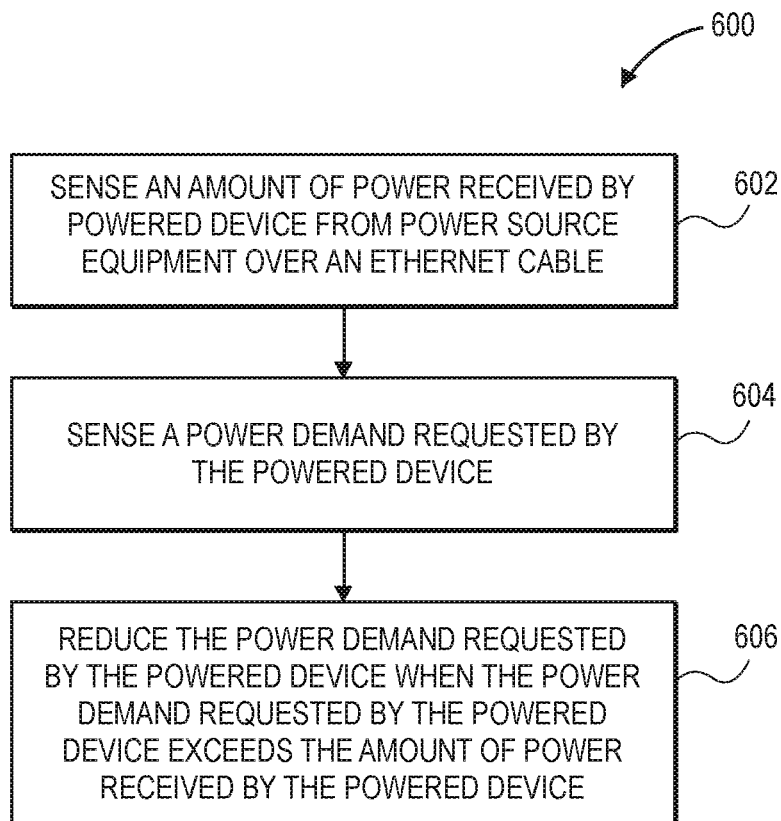 600
SENSE AN AMOUNT OF POWER RECEIVED BY
POWERED DEVICE FROM POWER SOURCE
EQUIPMENT OVER AN ETHERNET CABLE
602
SENSE A POWER DEMAND REQUESTED BY
THE POWERED DEVICE
604
REDUCE THE POWER DEMAND REQUESTED
BY THE POWERED DEVICE WHEN THE POWER
DEMAND REQUESTED BY THE POWERED
DEVICE EXCEEDS THE AMOUNT OF POWER
RECEIVED BY THE POWERED DEVICE
606